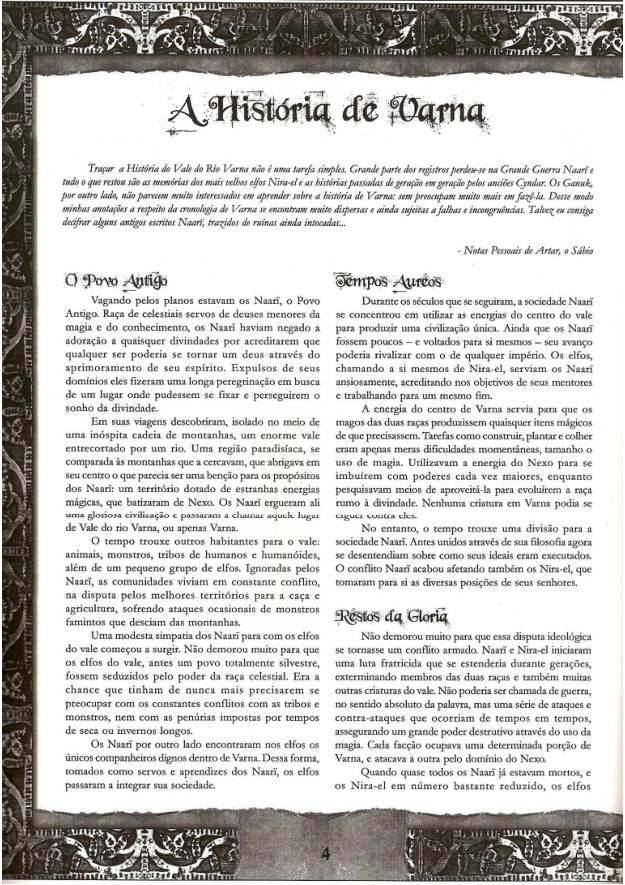 A História de Varna
Traçar a História do Vale do Rio Varna não é uma tarefa simples. Grande parte dos registros perdeu-se na Grande Guerra Naarï e
tudo o que restou são as memórias dos mais velhos elfos Nira-el e as histórias passadas de geração em geração pelos anciões Cyndar. Os Ganuk,
por outro lado, não parecem muito interessados em aprender sobre a história de Varna: sem preocupam muito mais em fazê-la. Desse modo
minhas anotações a respeito da cronologia de Varna se encontram muito dispersas e ainda sujeitas a falhas e incongruências. Talvez eu consiga
decifrar alguns antigos escritos Naarï, trazidos de ruínas ainda intocadas...
- Notas Pessoais de Artar, o Sábio
O Povo Antigo
Vagando pelos planos estavam os Naarï, o Povo
Antigo. Raça de celestiais servos de deuses menores da
magia e do conhecimento, os Naarï haviam negado a
adoração a quaisquer divindades por acreditarem que
qualquer ser poderia se tornar um deus através do
aprimoramento de seu espírito. Expulsos de seus
domínios eles fizeram uma longa peregrinação em busca
de um lugar onde pudessem se fixar e perseguirem o
sonho da divindade.
Em suas viagens descobriram, isolado no meio de
uma inóspita cadeia de montanhas, um enorme vale
entrecortado por um rio. Uma região paradisíaca, se
comparada às montanhas que a cercavam, que abrigava em
seu centro o que parecia ser uma benção para os propósitos
dos Naarï: um território dotado de estranhas energias
mágicas, que batizaram de Nexo. Os Naarï ergueram ali
uma gloriosa civilização e passaram a chamar aquele lugar
de Vale do rio Varna, ou apenas Varna.
O tempo trouxe outros habitantes para o vale:
animais, monstros, tribos de humanos e humanóides,
além de um pequeno grupo de elfos. Ignoradas pelos
Naarï, as comunidades viviam em constante conflito,
na disputa pelos melhores territórios para a caça e
agricultura, sofrendo ataques ocasionais de monstros
famintos que desciam das montanhas.
Uma modesta simpatia dos Naarï para com os elfos
do vale começou a surgir. Não demorou muito para que
os elfos do vale, antes um povo totalmente silvestre,
fossem seduzidos pelo poder da raça celestial. Era a
chance que tinham de nunca mais precisarem se
preocupar com os constantes conflitos com as tribos e
monstros, nem com as penúrias impostas por tempos
de seca ou invernos longos.
Os Naarï por outro lado encontraram nos elfos os
únicos companheiros dignos dentro de Varna. Dessa forma,
tomados como servos e aprendizes dos Naarï, os elfos
passaram a integrar sua sociedade.
Tempos Aureos
Durante os séculos que se seguiram, a sociedade Naarï
se concentrou em utilizar as energias do centro do vale
para produzir uma civilização única. Ainda que os Naarï
fossem poucos – e voltados para si mesmos – seu avanço
poderia rivalizar com o de qualquer império. Os elfos,
chamando a si mesmos de Nira-el, serviam os Naarï
ansiosamente, acreditando nos objetivos de seus mentores
e trabalhando para um mesmo fim.
A energia do centro de Varna servia para que os
magos das duas raças produzissem quaisquer itens mágicos
de que precisassem. Tarefas como construir, plantar e colher
eram apenas meras dificuldades momentâneas, tamanho o
uso de magia. Utilizavam a energia do Nexo para se
imbuírem com poderes cada vez maiores, enquanto
pesquisavam meios de aproveitá-la para evoluírem a raça
rumo à divindade. Nenhuma criatura em Varna podia se
erguer contra eles.
No entanto, o tempo trouxe uma divisão para a
sociedade Naarï. Antes unidos através de sua filosofia agora
se desentendiam sobre como seus ideais eram executados.
O conflito Naarï acabou afetando também os Nira-el, que
tomaram para si as diversas posições de seus senhores.
Restos da Gloria
Não demorou muito para que essa disputa ideológica
se tornasse um conflito armado. Naarï e Nira-el iniciaram
uma luta fratricida que se estenderia durante gerações,
exterminando membros das duas raças e também muitas
outras criaturas do vale. Não poderia ser chamada de guerra,
no sentido absoluto da palavra, mas uma série de ataques e
contra-ataques que ocorriam de tempos em tempos,
assegurando um grande poder destrutivo através do uso da
magia. Cada facção ocupava uma determinada porção de
Varna, e atacava a outra pelo domínio do Nexo.
Quando quase todos os Naarï já estavam mortos, e
os Nira-el em número bastante reduzido, os elfos
4